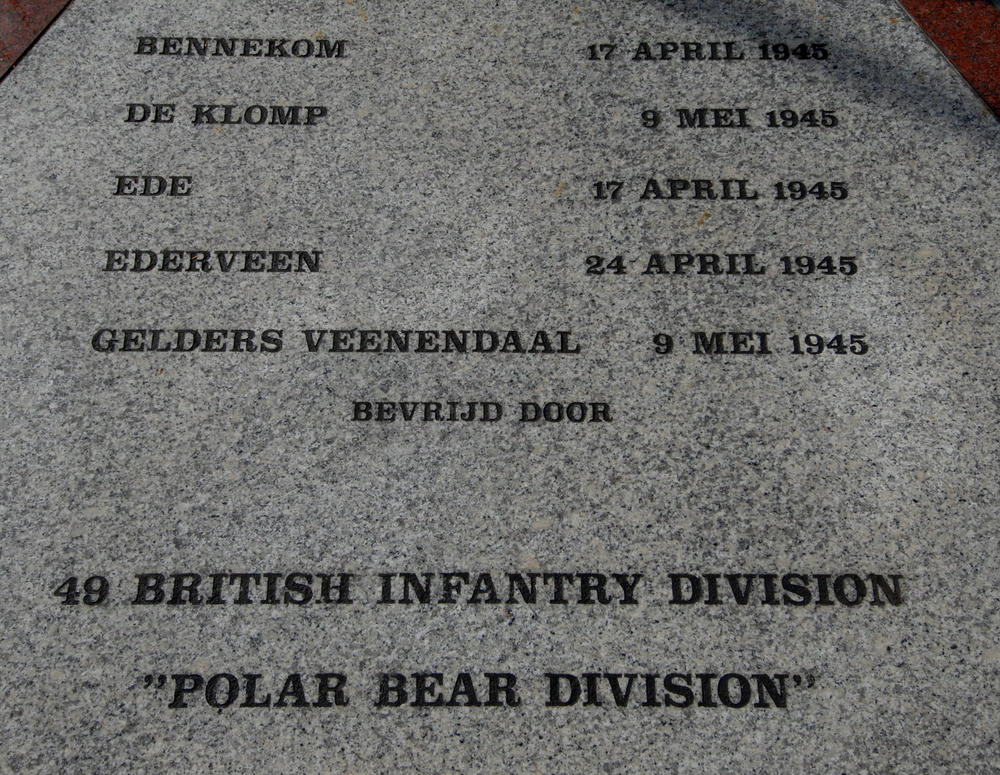 BENNEKOM 17 APRIL 1945
DE KLOMP 9 MEI 1945
EDE 17 APRIL 1945
EDERVEEN 24 APRIL 1945
GELDERS VEENENDAAL 9 MEI 1945
BEVRIJD DOOR
49 BRITISH INFANTRY DIVISION
”POLAR BEAR DIVISION”